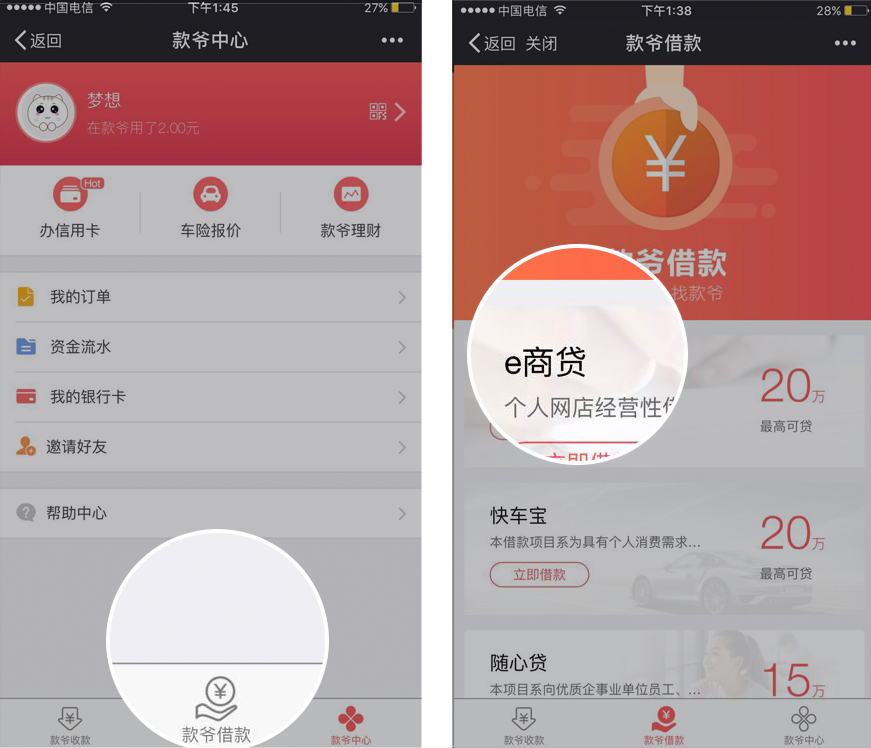 中国电信
下午1:45
27%
返回
款爷中心
梦想
在款爷用了2.00元
Hot
办信用卡
车险报价
款爷理财
我的订单
资金流水
我的银行卡
邀请好友
帮助中心
款爷收款
款爷借款
款爷中心
中国电信
下午1:38
28%
返回 关闭
款爷借款
¥
爷借款
找款爷
e商贷
个人网店经营性
立即借
20万
最高可贷
快车宝
本借款项目系为具有个人消费需求...
立即借款
20万
最高可贷
随心贷
本项目系向优质企事业单位员工、...
15万
款爷收款
款爷借款
款爷中心